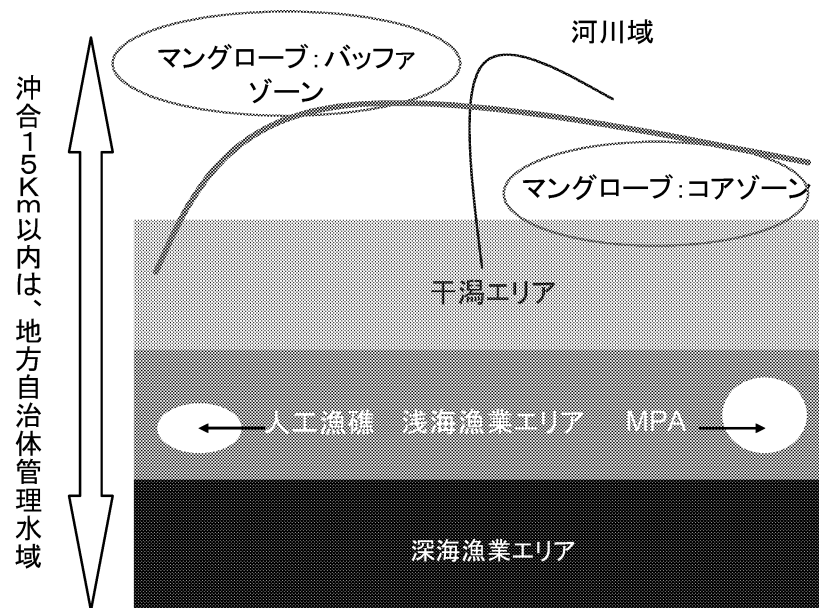 河川域
マングローブ：バッファ
ゾーン
沖合１５Ｋｍ以内は、地方自治体管理水域
マングローブ：コアゾーン
干潟エリア
人工漁礁　浅海漁業エリア　MPA
深海漁業エリア